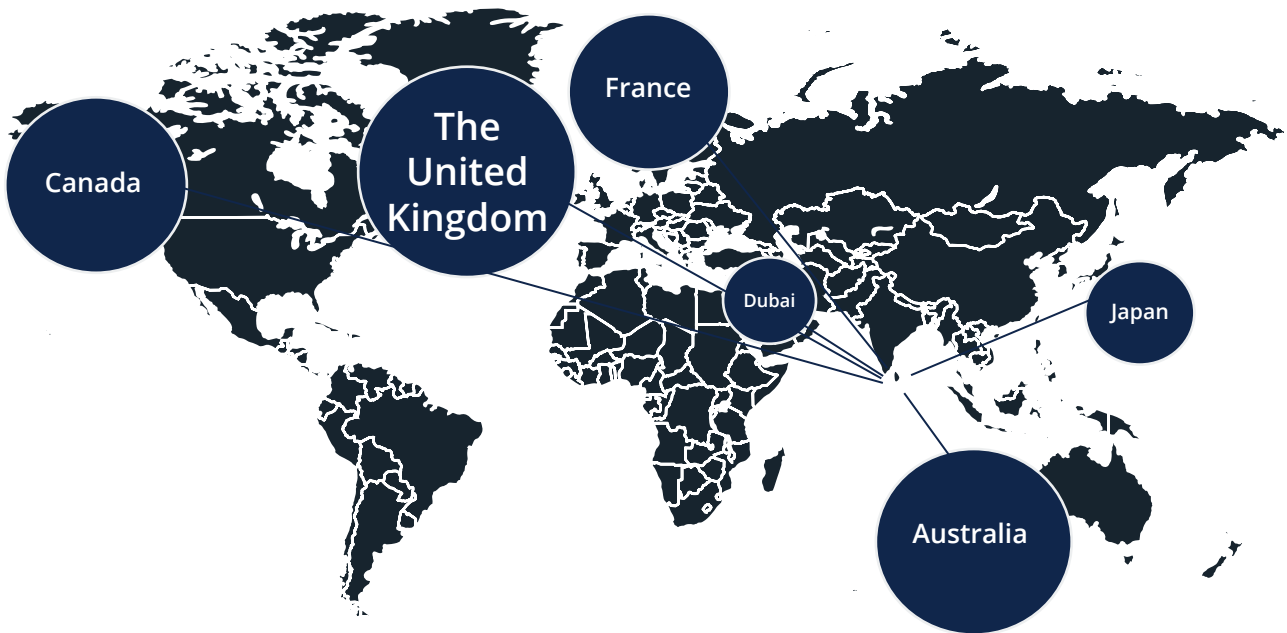 France
The
United
Kingdom
Canada
Dubai
Japan
Australia